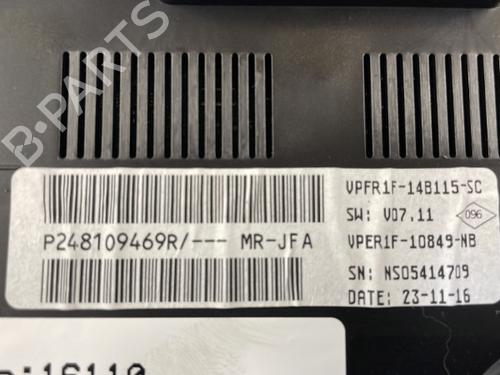 B-PARTS
VPFR1F-14B115-SC
SW: V07.11
096
P248109469R/--- MR-JFA
VPER1F-10849-NB
SN: NS05414709
DATE: 23-11-16